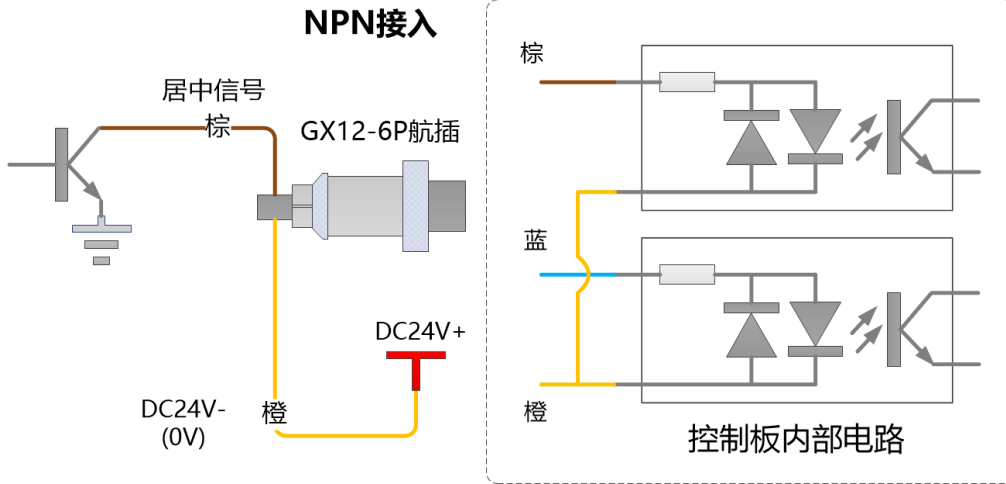 NPN接入
居中信号
棕
GX12-6P航插
DC24V+
DC24V-
(0V)
橙
棕
蓝
橙
控制板内部电路